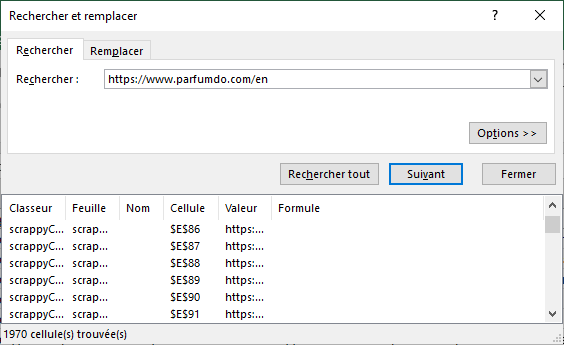 Rechercher et remplacer
Rechercher
Remplacer
Rechercher :
https://www.parfumdo.com/en
Options >>
Rechercher tout
Suivant
Fermer
Classeur Feuille Nom Cellule Valeur Formule
scrappyC... scrap... $E$86 https:...
scrappyC... scrap... $E$87 https:...
scrappyC... scrap... $E$88 https:...
scrappyC... scrap... $E$89 https:...
scrappyC... scrap... $E$90 https:...
scrappyC... scrap... $E$91 https:...
1970 cellule(s) trouvée(s)